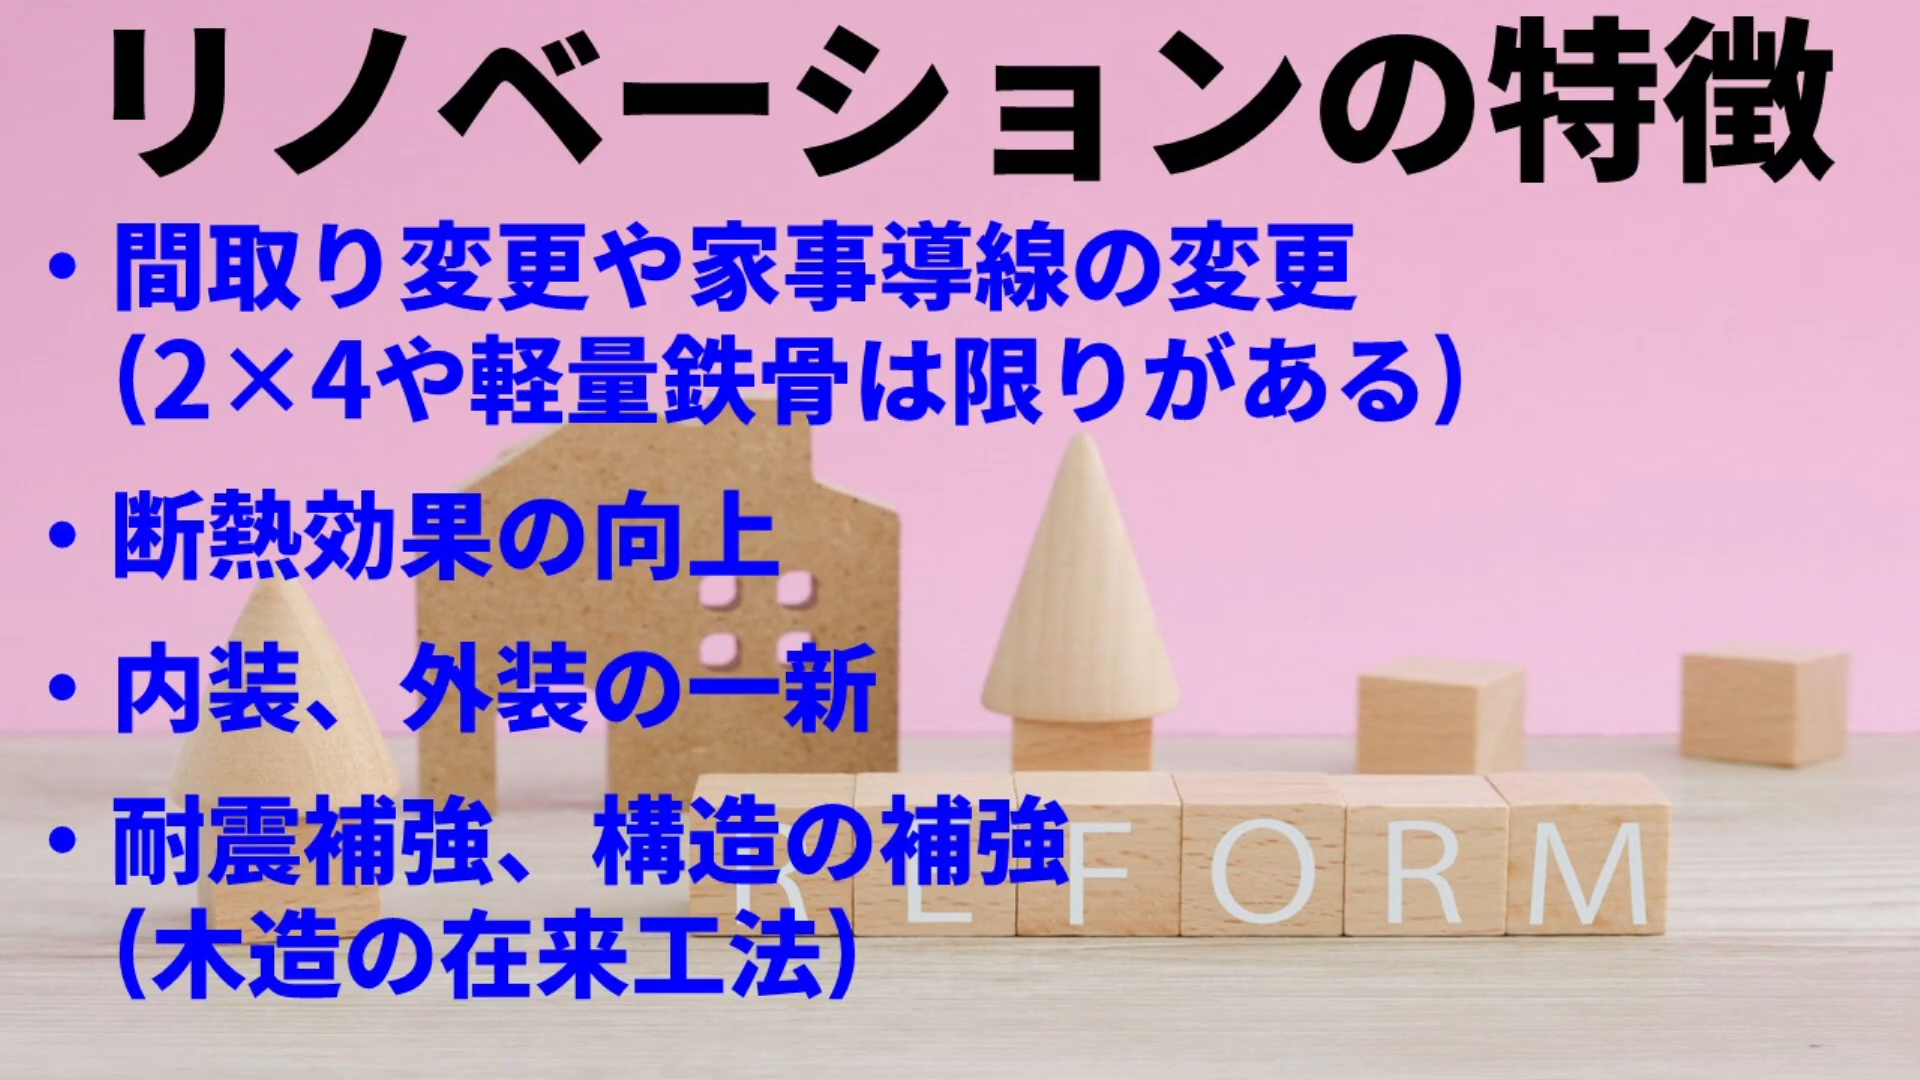 リノベーションの特徴
・間取り変更や家事導線の変更
(2×4や軽量鉄骨は限りがある)
・断熱効果の向上
・内装、外装の一新
・耐震補強、構造の補強
(木造の在来工法)
REFORM